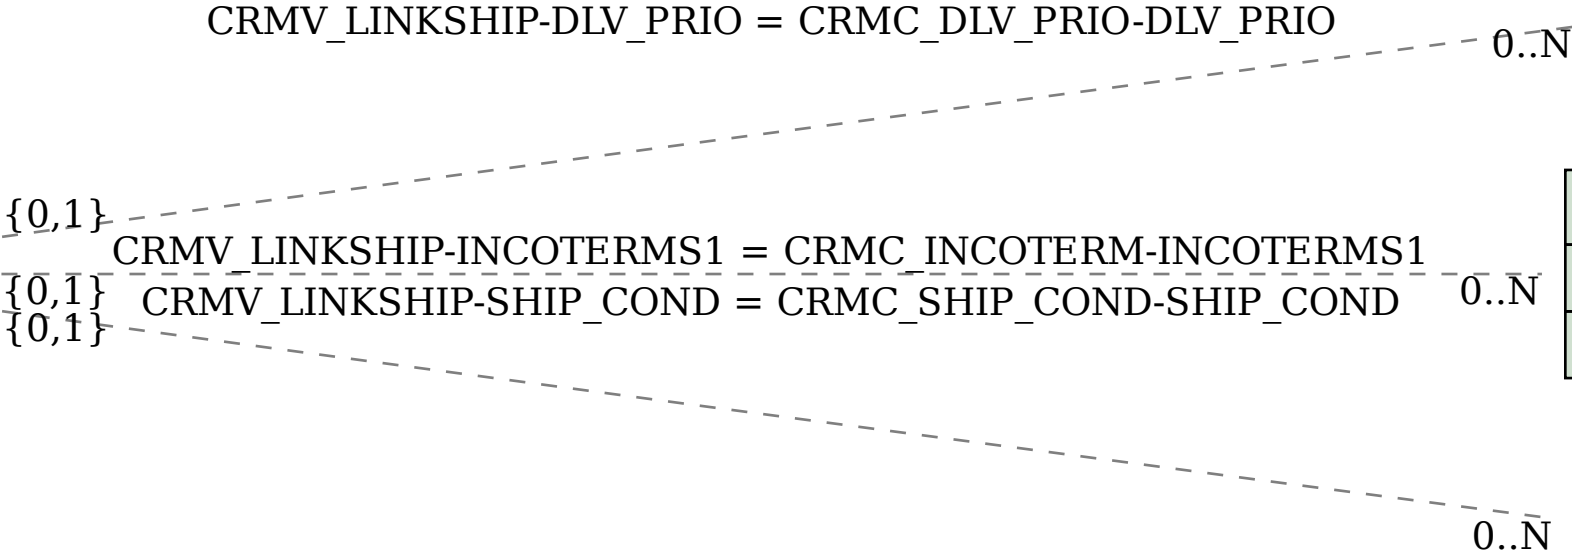 CRMV_LINKSHIP-DLV_PRIO = CRMC_DLV_PRIO-DLV_PRIO
0..N
{0,1}
CRMV_LINKSHIP-INCOTERMS1 = CRMC_INCOTERM-INCOTERMS1
{0,1}
CRMV_LINKSHIP-SHIP_COND = CRMC_SHIP_COND-SHIP_COND
0..N
{0,1}
0..N